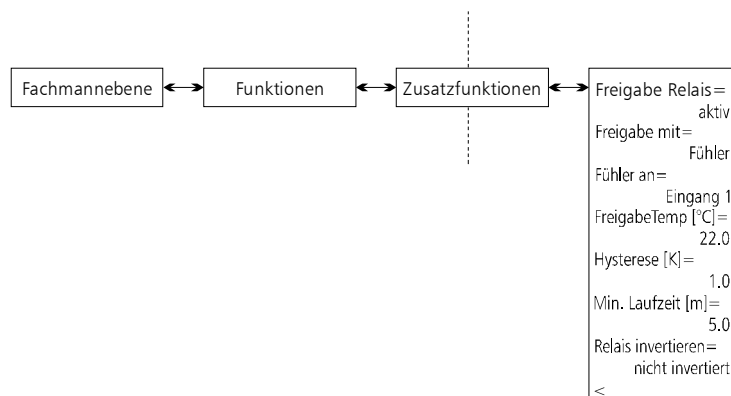 Fachmannebene
Funktionen
Zusatzfunktionen
Freigabe Relais=
aktiv
Freigabe mit=
Fühler
Fühler an=
Eingang 1
FreigabeTemp [°C]=
22.0
Hysterese [K]=
1.0
Min. Laufzeit [m]=
5.0
Relais invertieren=
nicht invertiert
<